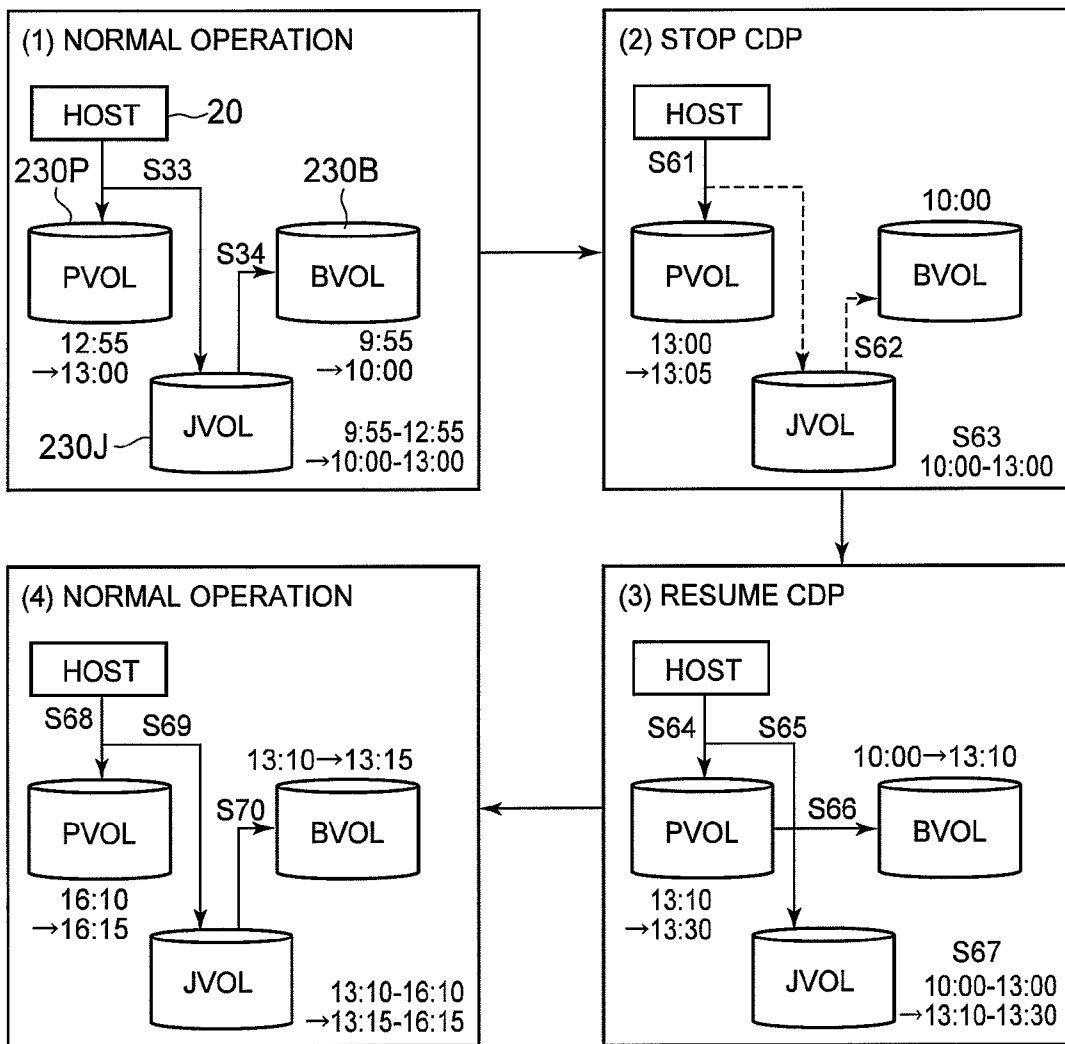 (1) NORMAL OPERATION
HOST
20
230P
S33
230B
S34
PVOL
BVOL
12:55
→13:00
9:55
→10:00
JVOL
230J
9:55-12:55
→10:00-13:00
(2) STOP CDP
HOST
S61
10:00
PVOL
BVOL
13:00
→13:05
S62
JVOL
S63
10:00-13:00
(3) RESUME CDP
HOST
S64
S65
10:00→13:10
PVOL
S66
BVOL
13:10
→13:30
JVOL
S67
10:00-13:00
→13:10-13:30
(4) NORMAL OPERATION
HOST
S68
S69
13:10→13:15
S70
PVOL
BVOL
16:10
→16:15
JVOL
13:10-16:10
→13:15-16:15